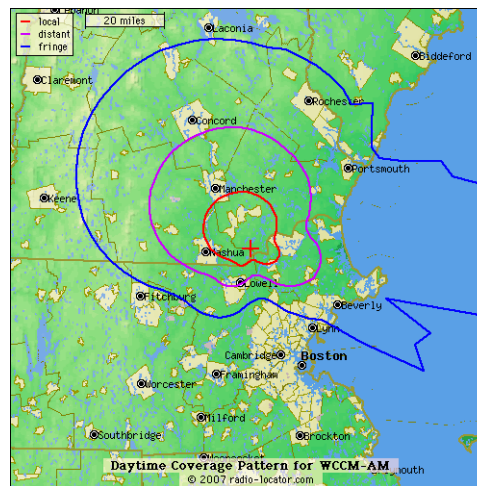 Lebanon
local
distant
fringe
20 miles
Laconia
Biddeford
Claremont
Rochester
Concord
Portsmouth
Keene
Manchester
Nashua
Lowell
Fitchburg
Beverly
Lynn
Cambridge
Boston
Framingham
Worcester
Milford
Southbridge
Brockton
Daytime Coverage Pattern for WCCM-AM
© 2007 radio-locator.com